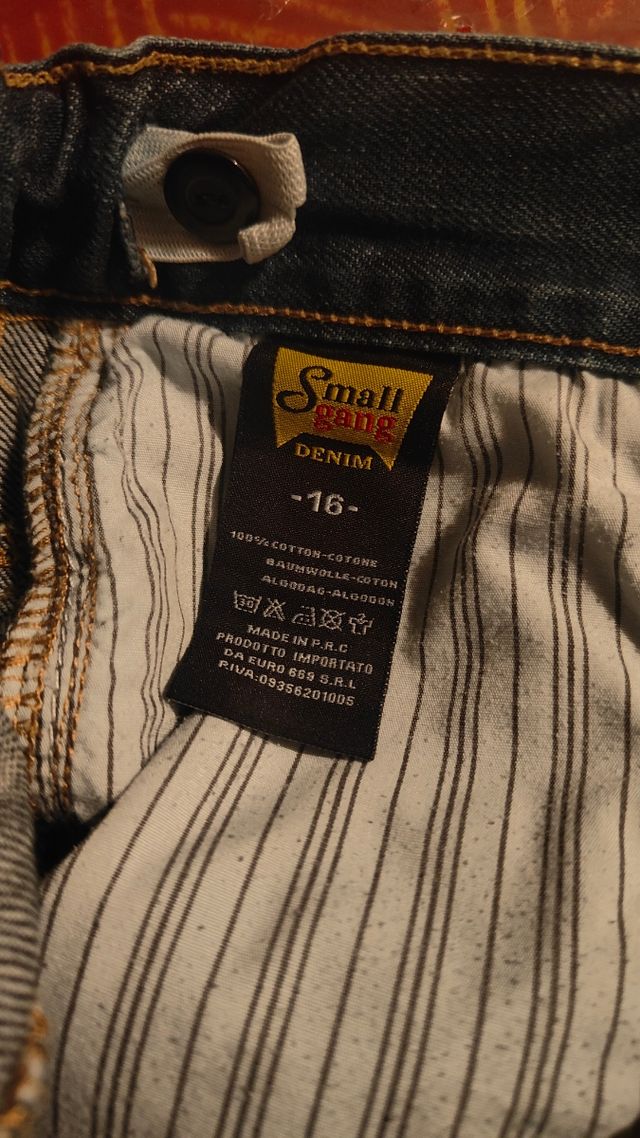 Small
gang
DENIM
-16-
100% COTTON-COTONE
BAUMWOLLE-COTON
ALGODAO-ALGODON
MADE IN P.R.C
PRODOTTO IMPORTATO
DA EURO 669 S.R.L
P.IVA:09356201005